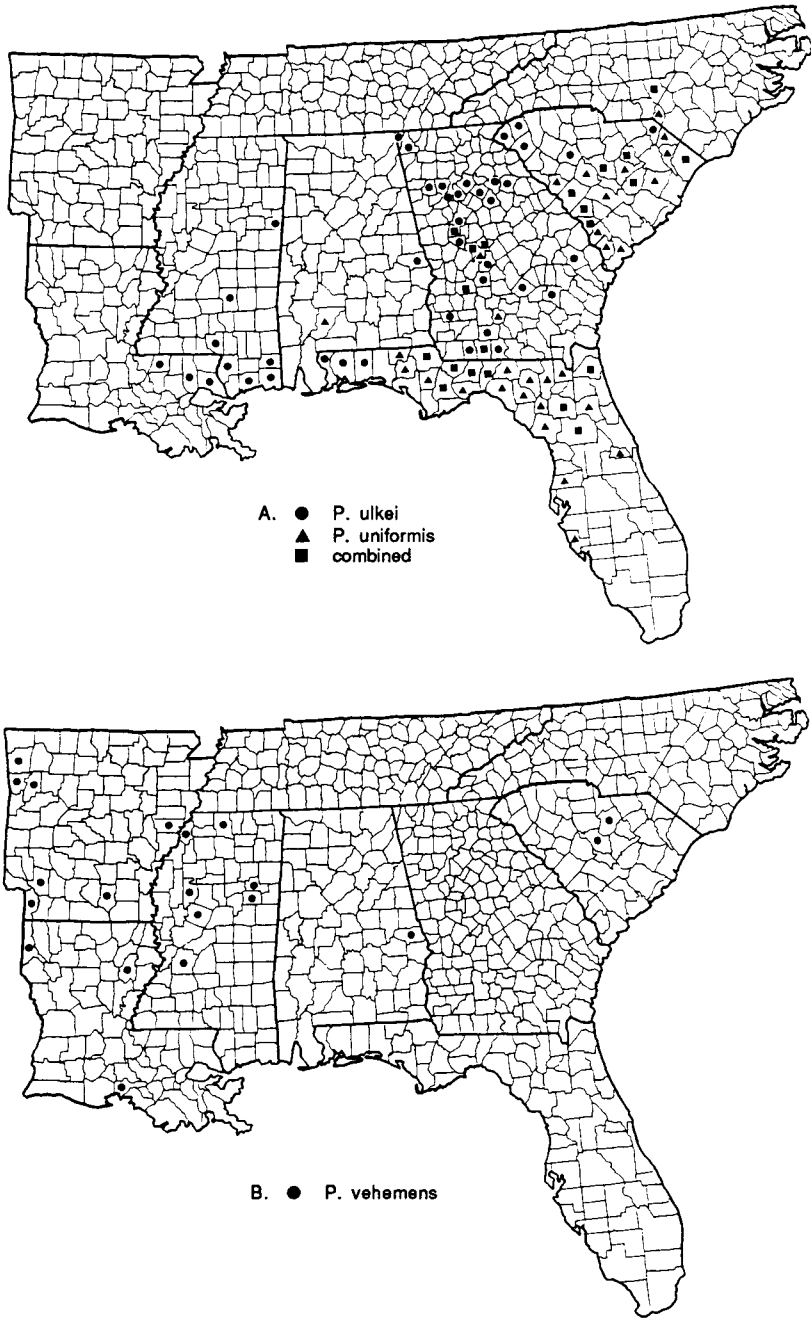 A. ● P. ulkei
▲ P. uniformis
■ combined
B. ● P. vehemens